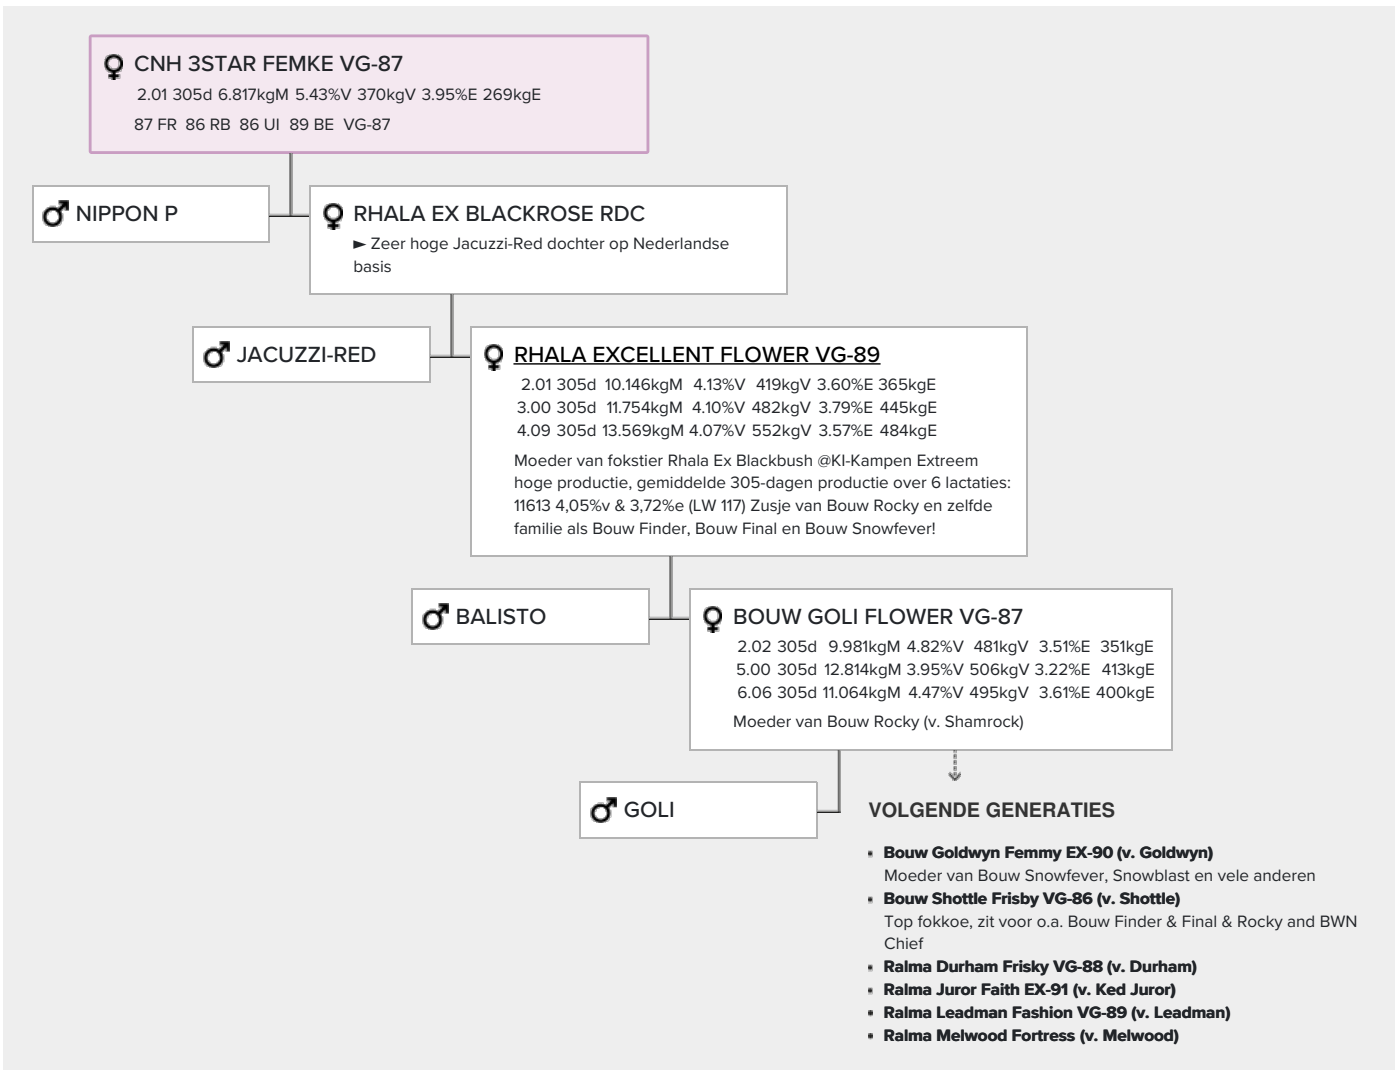 CNH 3STAR FEMKE VG-87
2.01 305d 6.817kgM 5.43%V 370kgV 3.95%E 269kgE
87 FR 86 RB 86 UI 89 BE VG-87
NIPPON P
RHALA EX BLACKROSE RDC
► Zeer hoge Jacuzzi-Red dochter op Nederlandse
basis
JACUZZI-RED
RHALA EXCELLENT FLOWER VG-89
2.01 305d 10.146kgM 4.13%V 419kgV 3.60%E 365kgE
3.00 305d 11.754kgM 4.10%V 482kgV 3.79%E 445kgE
4.09 305d 13.569kgM 4.07%V 552kgV 3.57%E 484kgE
Moeder van fokstier Rhala Ex Blackbush @KI-Kampen Extreem
hoge productie, gemiddelde 305-dagen productie over 6 lactaties:
11613 4,05%v & 3,72%e (LW 117) Zusje van Bouw Rocky en zelfde
familie als Bouw Finder, Bouw Final en Bouw Snowfever!
BALISTO
BOUW GOLI FLOWER VG-87
2.02 305d 9.981kgM 4.82%V 481kgV 3.51%E 351kgE
5.00 305d 12.814kgM 3.95%V 506kgV 3.22%E 413kgE
6.06 305d 11.064kgM 4.47%V 495kgV 3.61%E 400kgE
Moeder van Bouw Rocky (v. Shamrock)
GOLI
VOLGENDE GENERATIES
▪ Bouw Goldwyn Femmy EX-90 (v. Goldwyn)
Moeder van Bouw Snowfever, Snowblast en vele anderen
▪ Bouw Shottle Frisby VG-86 (v. Shottle)
Top fokkoe, zit voor o.a. Bouw Finder & Final & Rocky and BWN
Chief
▪ Ralma Durham Frisky VG-88 (v. Durham)
▪ Ralma Juror Faith EX-91 (v. Ked Juror)
▪ Ralma Leadman Fashion VG-89 (v. Leadman)
▪ Ralma Melwood Fortress (v. Melwood)